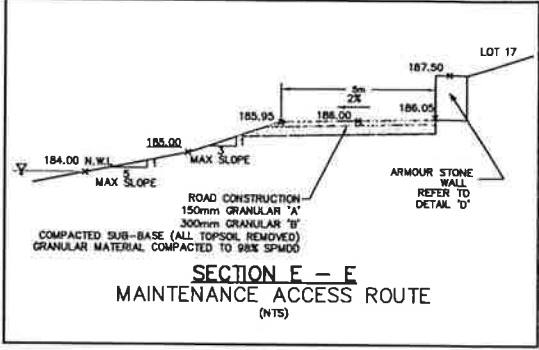 LOT 17
187.50
5m
2%
185.95
186.00
186.05
185.00
184.00 N.W.L.
5
1
MAX SLOPE
3
1
MAX SLOPE
ARMOUR STONE
WALL
REFER TO
DETAIL 'D'
ROAD CONSTRUCTION
150mm GRANULAR 'A'
300mm GRANULAR 'B'
COMPACTED SUB-BASE (ALL TOPSOIL REMOVED)
GRANULAR MATERIAL COMPACTED TO 98% SPMDD
SECTION E - E
MAINTENANCE ACCESS ROUTE
(NTS)